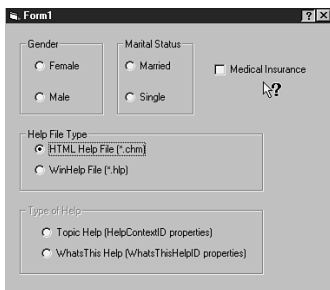 Form1
Gender
Marital Status
Female
Married
Medical Insurance
Male
Single
Help File Type
HTML Help File (*.chm)
WinHelp File (*.hlp)
Type of Help
Topic Help (HelpContextID properties)
WhatsThis Help (WhatsThisHelpID properties)